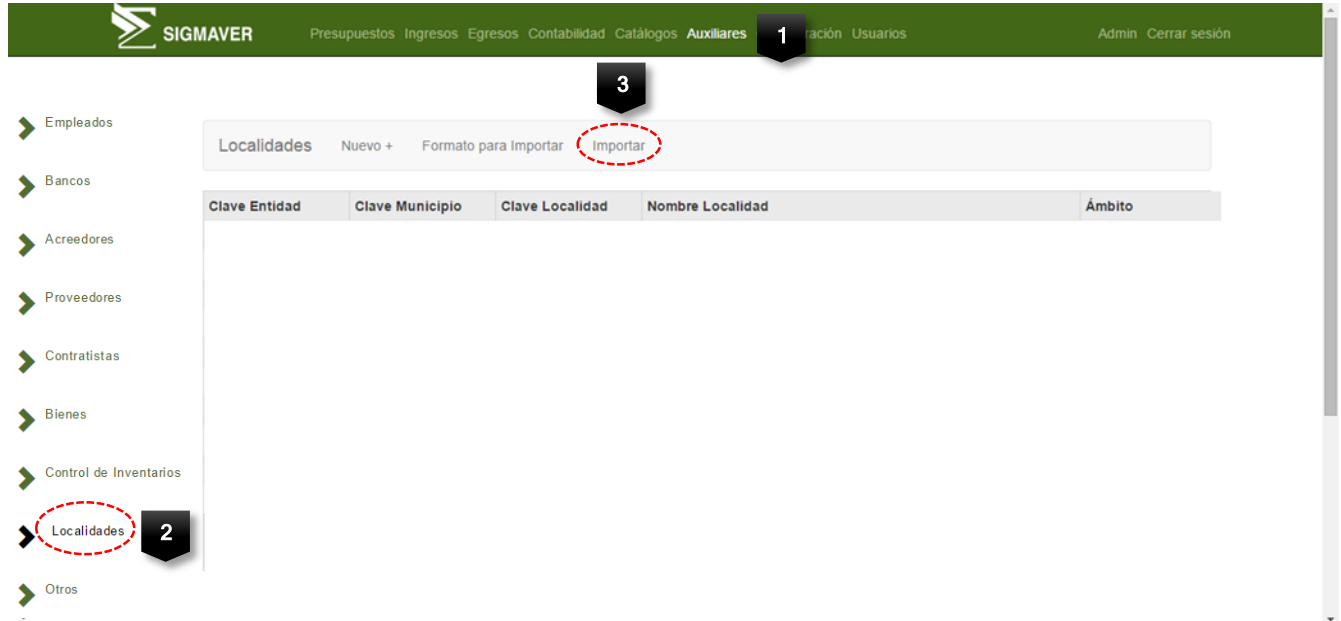 SIGMAVER Presupuestos Ingresos Egresos Contabilidad Catálogos Auxiliares 1 ración Usuarios Admin Cerrar sesión
3
Empleados
Localidades Nuevo + Formato para Importar Importar
Bancos
Clave Entidad Clave Municipio Clave Localidad Nombre Localidad Ámbito
Acreedores
Proveedores
Contratistas
Bienes
Control de Inventarios
Localidades 2
Otros